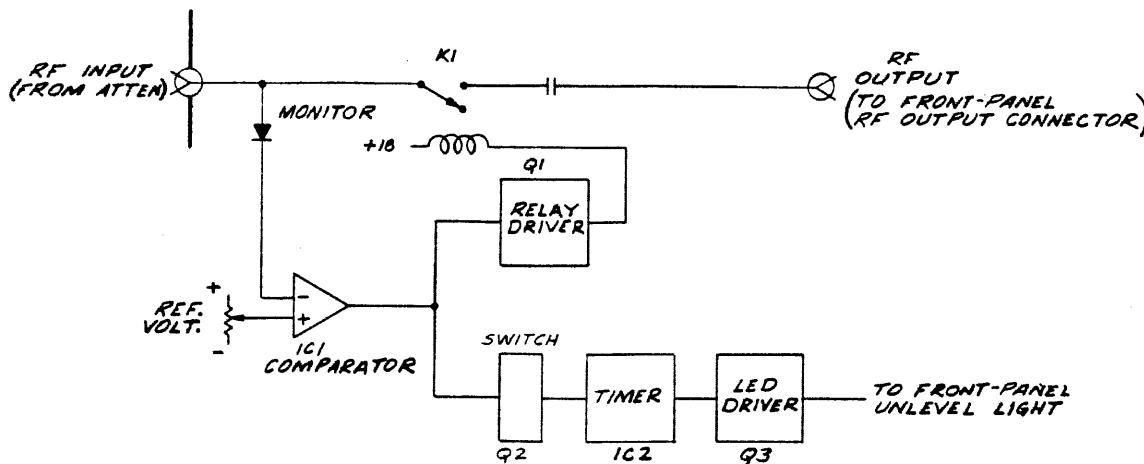 K1
RF INPUT
(FROM ATTEN)
RF
OUTPUT
(TO FRONT-PANEL
RF OUTPUT CONNECTOR)
MONITOR
+18
Q1
RELAY
DRIVER
REF.
VOLT.
+
-
-
+
IC1
COMPARATOR
SWITCH
Q2
TIMER
IC2
LED
DRIVER
Q3
TO FRONT-PANEL
UNLEVEL LIGHT